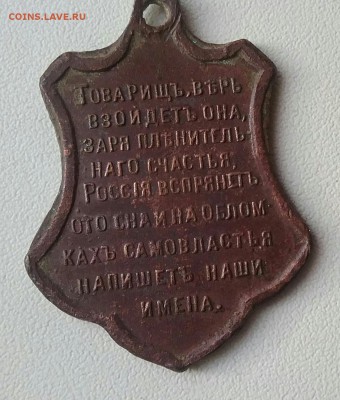 COINS.LAVE.RU
ТОВАРИЩЪ, ВѢРЬ
ВЗОЙДЕТЪ ОНА,
ЗАРЯ ПЛѢНИТЕЛЬ-
НАГО СЧАСТЬЯ;
РОССІЯ ВСПРЯНЕТЪ
ОТО СНА И НА ОБЛОМ-
КАХЪ САМОВЛАСТЬЯ
НАПИШЕТЪ НАШИ
ИМЕНА.